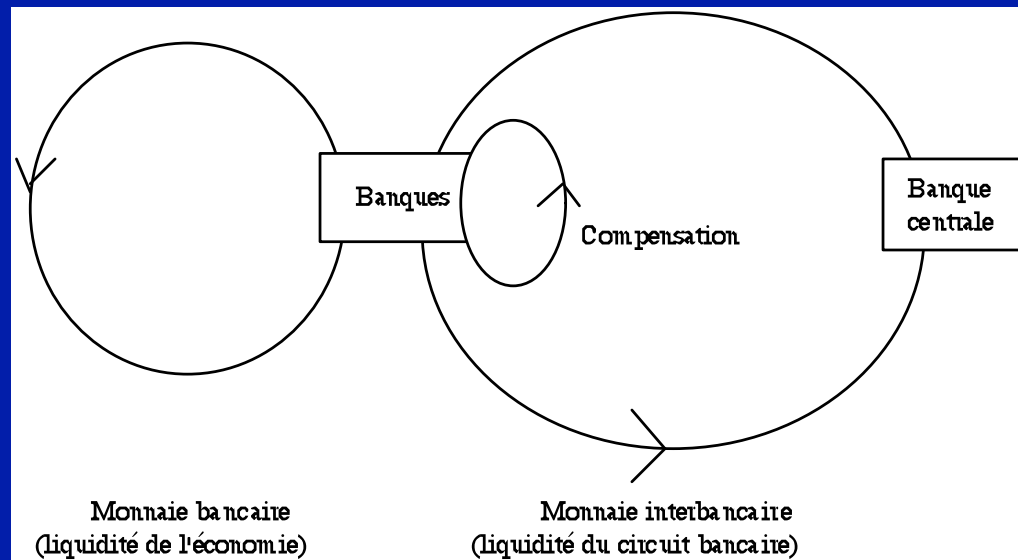 Banques
Compensation
Banque
centrale
Monnaie bancaire
(liquidité de l'économie)
Monnaie interbancaire
(liquidité du circuit bancaire)